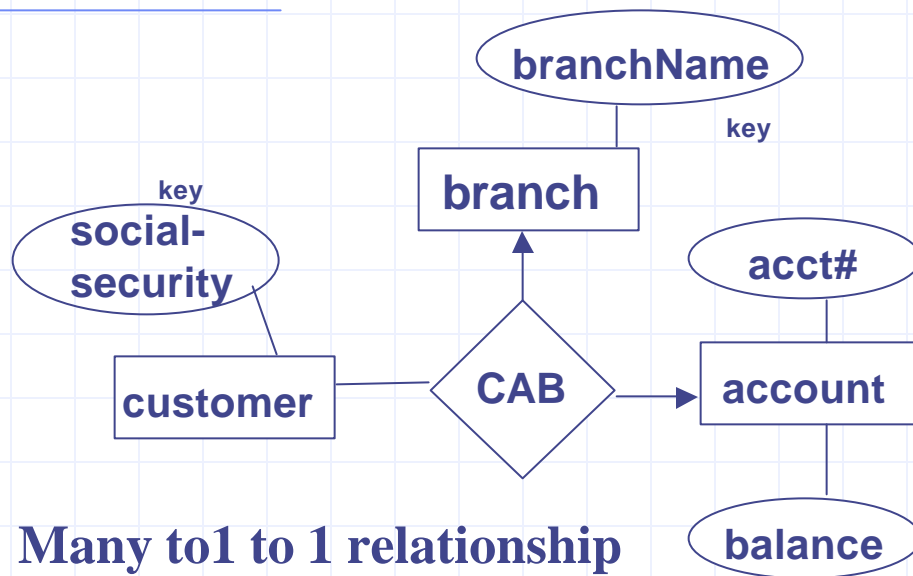 branchName
key
branch
key
social-
security
acct#
CAB
account
customer
Many to1 to 1 relationship
balance